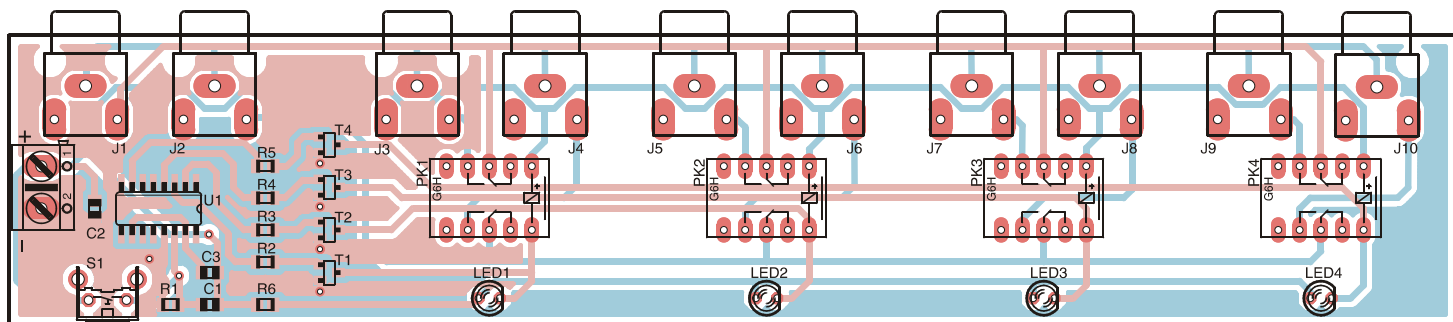 J1
J2
J3
J4
J5
J6
J7
J8
J9
J10
+
1
2
–
C2
S1
U1
R5
R4
R3
R2
C3
R1
C1
R6
T4
T3
T2
T1
PK1
G6H
+
PK2
G6H
+
PK3
G6H
+
PK4
G6H
+
LED1
LED2
LED3
LED4